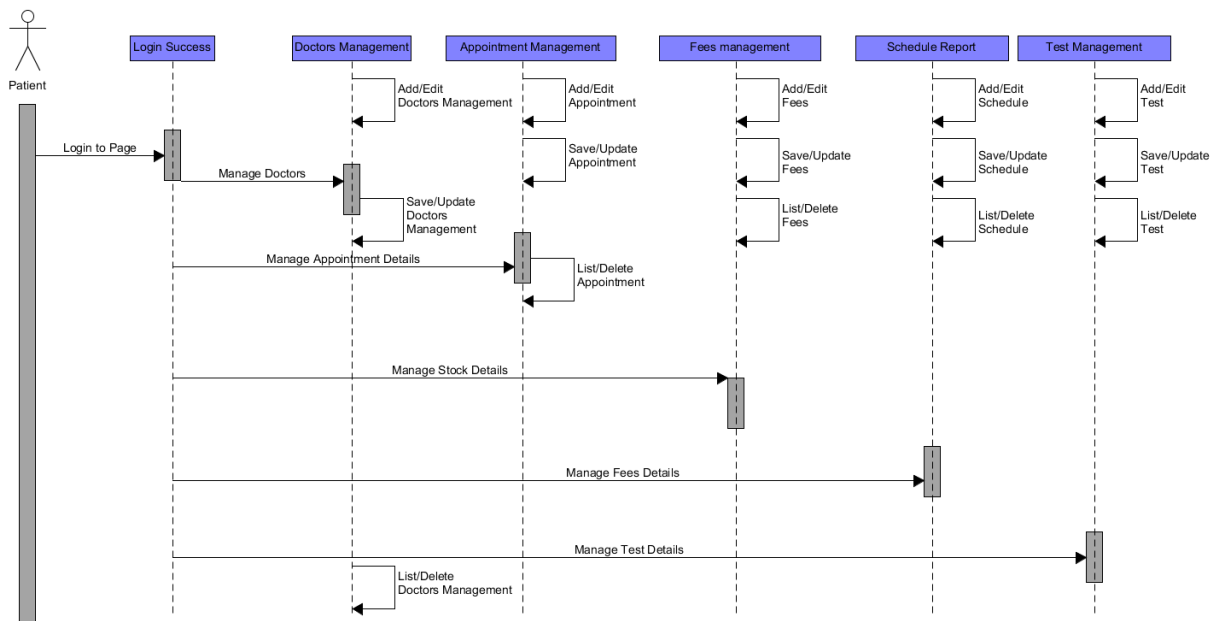 Patient
Login Success
Doctors Management
Appointment Management
Fees management
Schedule Report
Test Management
Add/Edit
Doctors Management
Add/Edit
Appointment
Add/Edit
Fees
Add/Edit
Schedule
Add/Edit
Test
Login to Page
Save/Update
Appointment
Save/Update
Fees
Save/Update
Schedule
Save/Update
Test
Manage Doctors
Save/Update
Doctors
Management
List/Delete
Fees
List/Delete
Schedule
List/Delete
Test
Manage Appointment Details
List/Delete
Appointment
Manage Stock Details
Manage Fees Details
Manage Test Details
List/Delete
Doctors Management